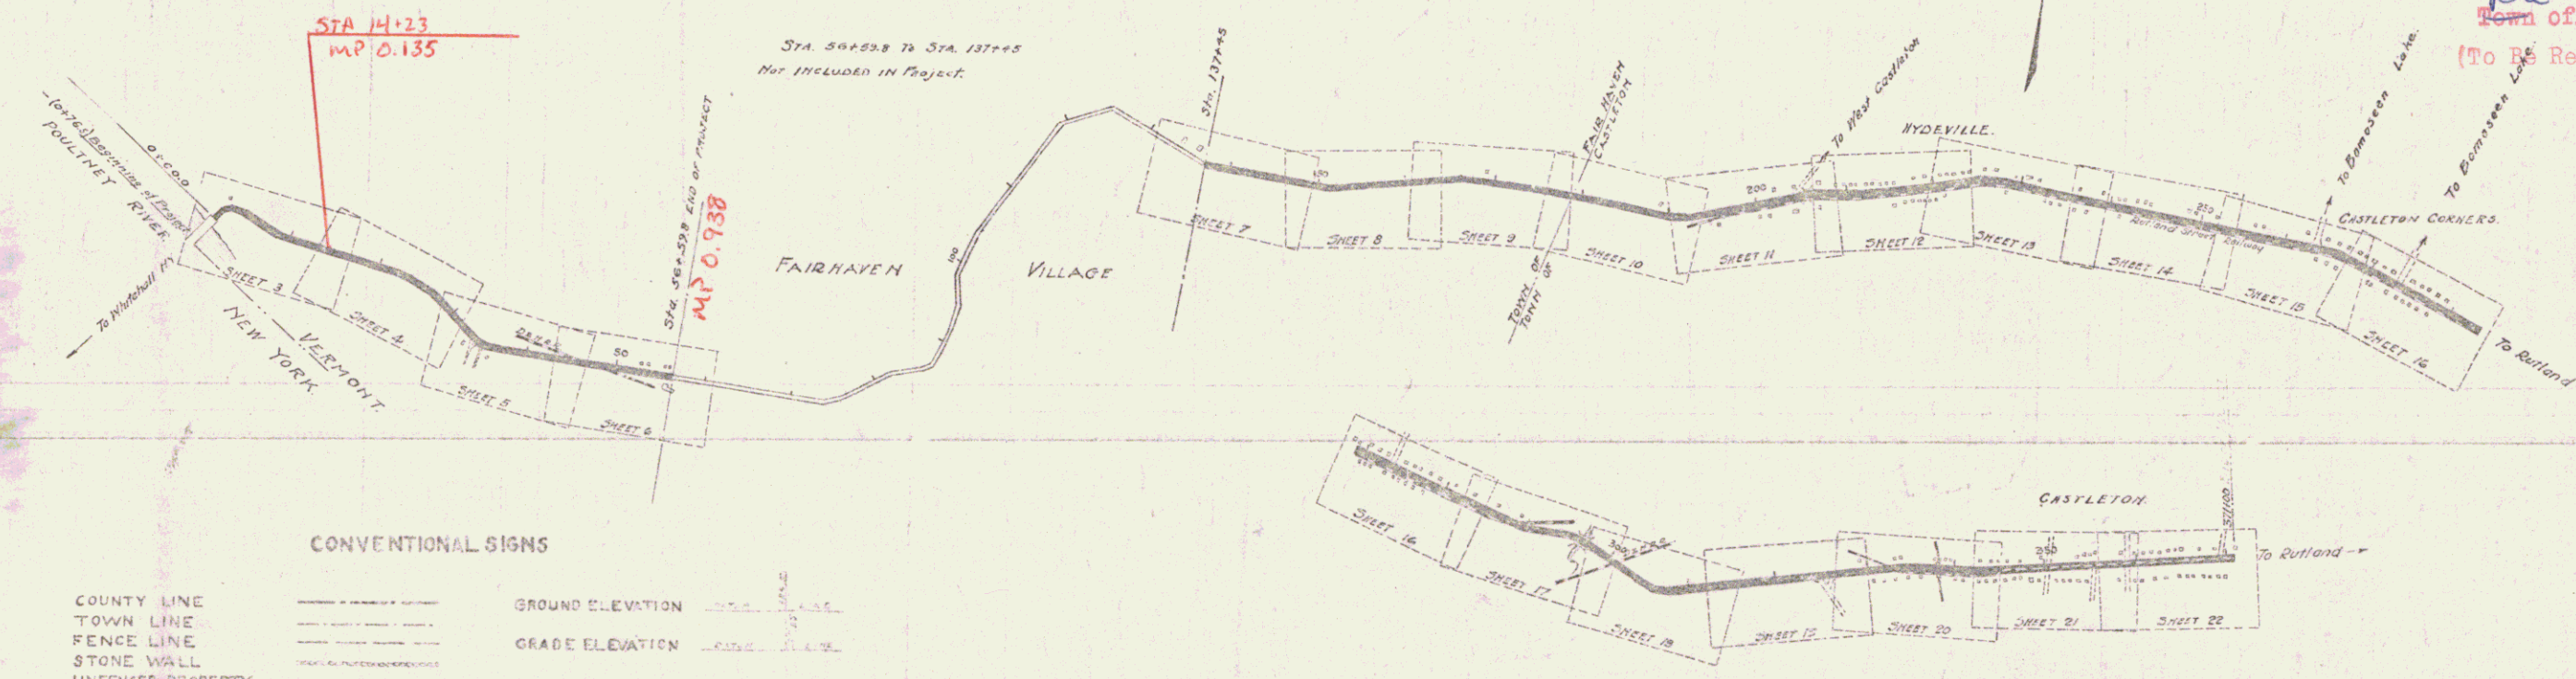 STA 14+23
MP 0.135
STA. 56+59.8 To STA. 137+45
Not INCLUDED IN Project.
Town of
(To Be Re
Beginning of Project
POULTNEY
RIVER
0+0.0
To Whitehall
NEW YORK.
VERMONT.
SHEET 3
SHEET 4
SHEET 5
SHEET 6
50
Sta. 56+59.8 END OF PROJECT
MP 0.938
FAIRHAVEN VILLAGE
100
Sta. 137+45
SHEET 7
150
SHEET 8
SHEET 9
FAIR HAVEN
CASTLETON
TOWN OF
TOWN OF
SHEET 10
SHEET 11
200
To West Castleton
SHEET 12
HYDEVILLE.
SHEET 13
SHEET 14
250
Rutland Street Railway
SHEET 15
To Bomoseen Lake.
To Bomoseen Lake.
CASTLETON CORNERS.
SHEET 16
To Rutland
SHEET 16
SHEET 17
300
SHEET 19
SHEET 20
SHEET 21
350
SHEET 22
CASTLETON.
371+00
To Rutland
CONVENTIONAL SIGNS
COUNTY LINE
TOWN LINE
FENCE LINE
STONE WALL
GROUND ELEVATION
GRADE ELEVATION